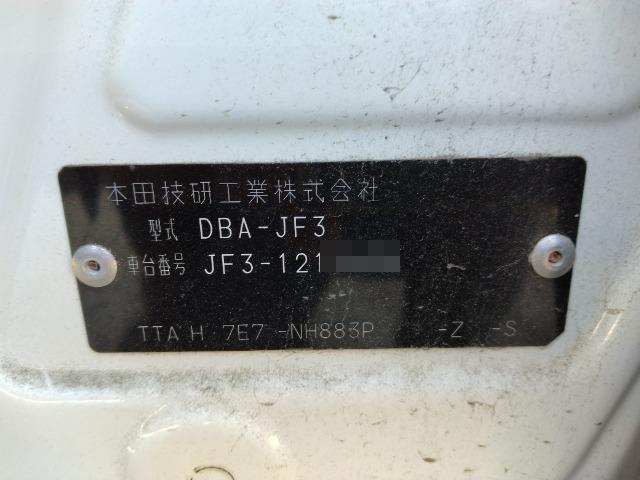 本田技研工業株式会社
型式 DBA-JF3
車台番号 JF3-121
TTA H 7E7 -NH883P -Z -S